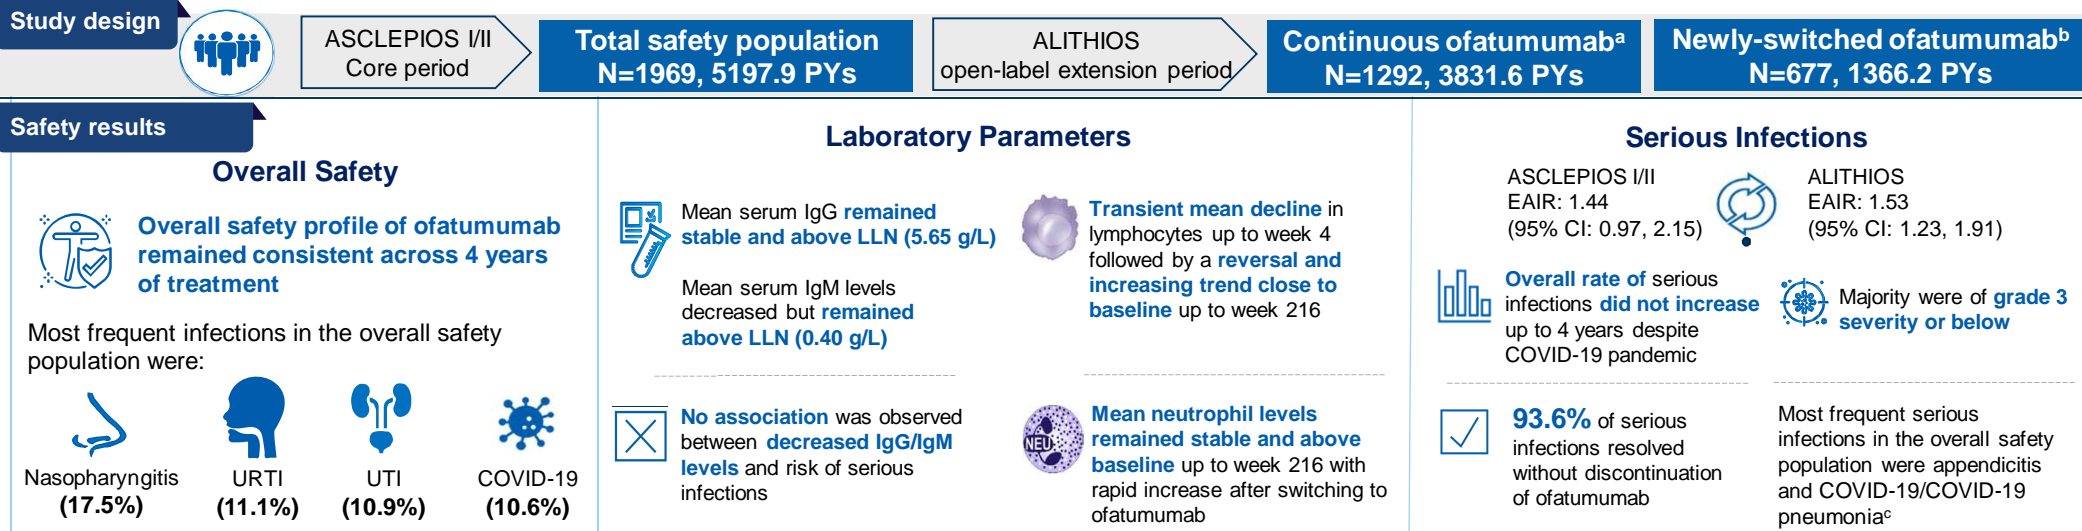 Study design
ASCLEPIOS I/II
Core period
Total safety population
N=1969, 5197.9 PYs
ALITHIOS
open-label extension period
Continuous ofatumumabᵃ
N=1292, 3831.6 PYs
Newly-switched ofatumumabᵇ
N=677, 1366.2 PYs
Safety results
Overall Safety
Overall safety profile of ofatumumab
remained consistent across 4 years
of treatment
Most frequent infections in the overall safety
population were:
Nasopharyngitis
(17.5%)
URTI
(11.1%)
UTI
(10.9%)
COVID-19
(10.6%)
Laboratory Parameters
Mean serum IgG remained
stable and above LLN (5.65 g/L)
Mean serum IgM levels
decreased but remained
above LLN (0.40 g/L)
Transient mean decline in
lymphocytes up to week 4
followed by a reversal and
increasing trend close to
baseline up to week 216
No association was observed
between decreased IgG/IgM
levels and risk of serious
infections
NEU
Mean neutrophil levels
remained stable and above
baseline up to week 216 with
rapid increase after switching to
ofatumumab
Serious Infections
ASCLEPIOS I/II
EAIR: 1.44
(95% CI: 0.97, 2.15)
ALITHIOS
EAIR: 1.53
(95% CI: 1.23, 1.91)
Overall rate of serious
infections did not increase
up to 4 years despite
COVID-19 pandemic
Majority were of grade 3
severity or below
93.6% of serious
infections resolved
without discontinuation
of ofatumumab
Most frequent serious
infections in the overall safety
population were appendicitis
and COVID-19/COVID-19
pneumoniaᶜ